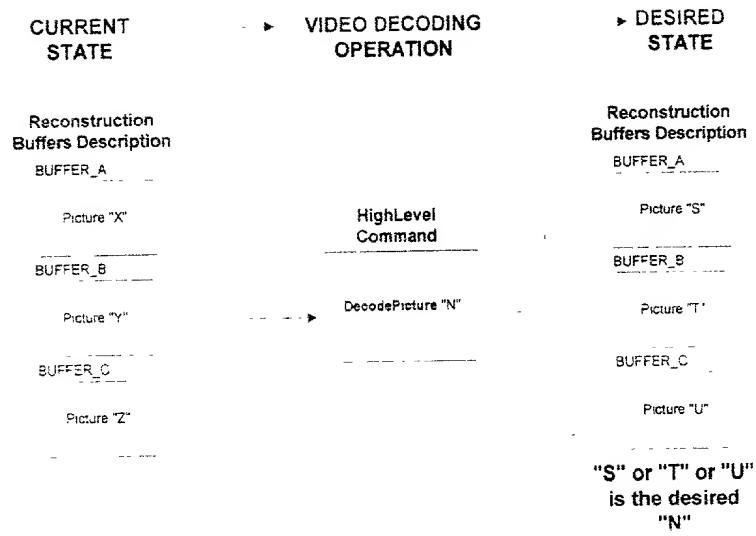 CURRENT
STATE
VIDEO DECODING
OPERATION
DESIRED
STATE
Reconstruction
Buffers Description
BUFFER_A
Picture "X"
BUFFER_B
Picture "Y"
BUFFER_C
Picture "Z"
HighLevel
Command
DecodePicture "N"
Reconstruction
Buffers Description
BUFFER_A
Picture "S"
BUFFER_B
Picture "T"
BUFFER_C
Picture "U"
"S" or "T" or "U"
is the desired
"N"